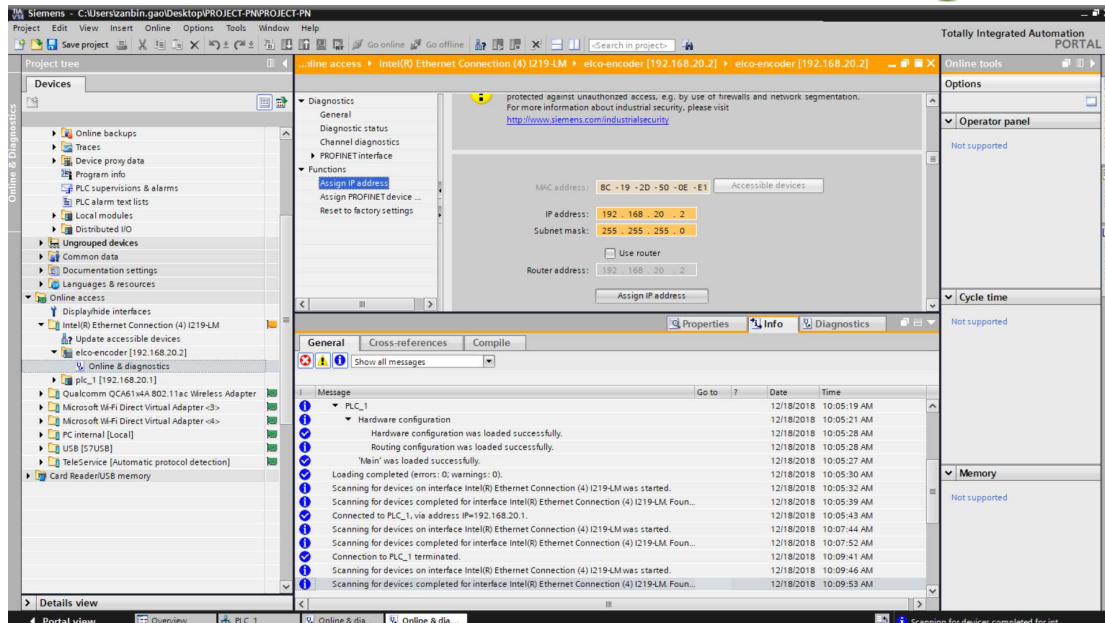 Siemens - C:\Users\zanbin.gao\Desktop\PROJECT-PN\PROJECT-PN
Project Edit View Insert Online Options Tools Window Help
Totally Integrated Automation
PORTAL
Save project
Go online
Go offline
<Search in project>
Project tree
...line access ▸ Intel(R) Ethernet Connection (4) I219-LM ▸ elco-encoder [192.168.20.2] ▸ elco-encoder [192.168.20.2]
Online tools
Devices
Options
Online & Diagnostics
Online backups
Traces
Device proxy data
Program info
PLC supervisions & alarms
PLC alarm text lists
Local modules
Distributed I/O
Ungrouped devices
Common data
Documentation settings
Languages & resources
Online access
Display/hide interfaces
Intel(R) Ethernet Connection (4) I219-LM
Update accessible devices
elco-encoder [192.168.20.2]
Online & diagnostics
plc_1 [192.168.20.1]
Qualcomm QCA61x4A 802.11ac Wireless Adapter
Microsoft Wi-Fi Direct Virtual Adapter <3>
Microsoft Wi-Fi Direct Virtual Adapter <4>
PC internal [Local]
USB [S7USB]
TeleService [Automatic protocol detection]
Card Reader/USB memory
Details view
Diagnostics
General
Diagnostic status
Channel diagnostics
PROFINET interface
Functions
Assign IP address
Assign PROFINET device ...
Reset to factory settings
protected against unauthorized access, e.g. by use of firewalls and network segmentation.
For more information about industrial security, please visit
http://www.siemens.com/industrialsecurity
MAC address: 8C -19 -2D -50 -0E -E1 Accessible devices
IP address: 192 . 168 . 20 . 2
Subnet mask: 255 . 255 . 255 . 0
Use router
Router address: 192 . 168 . 20 . 2
Assign IP address
Properties Info Diagnostics
General Cross-references Compile
Show all messages
! Message Go to ? Date Time
PLC_1 12/18/2018 10:05:19 AM
Hardware configuration 12/18/2018 10:05:21 AM
Hardware configuration was loaded successfully. 12/18/2018 10:05:28 AM
Routing configuration was loaded successfully. 12/18/2018 10:05:28 AM
'Main' was loaded successfully. 12/18/2018 10:05:27 AM
Loading completed (errors: 0; warnings: 0). 12/18/2018 10:05:30 AM
Scanning for devices on interface Intel(R) Ethernet Connection (4) I219-LM was started. 12/18/2018 10:05:32 AM
Scanning for devices completed for interface Intel(R) Ethernet Connection (4) I219-LM. Foun... 12/18/2018 10:05:39 AM
Connected to PLC_1, via address IP=192.168.20.1. 12/18/2018 10:05:43 AM
Scanning for devices on interface Intel(R) Ethernet Connection (4) I219-LM was started. 12/18/2018 10:07:44 AM
Scanning for devices completed for interface Intel(R) Ethernet Connection (4) I219-LM. Foun... 12/18/2018 10:07:52 AM
Connection to PLC_1 terminated. 12/18/2018 10:09:41 AM
Scanning for devices on interface Intel(R) Ethernet Connection (4) I219-LM was started. 12/18/2018 10:09:46 AM
Scanning for devices completed for interface Intel(R) Ethernet Connection (4) I219-LM. Foun... 12/18/2018 10:09:53 AM
Operator panel
Not supported
Cycle time
Not supported
Memory
Not supported
Portal view
Overview
PLC_1
Online & dia...
Online & dia...
Scanning for devices completed for int...